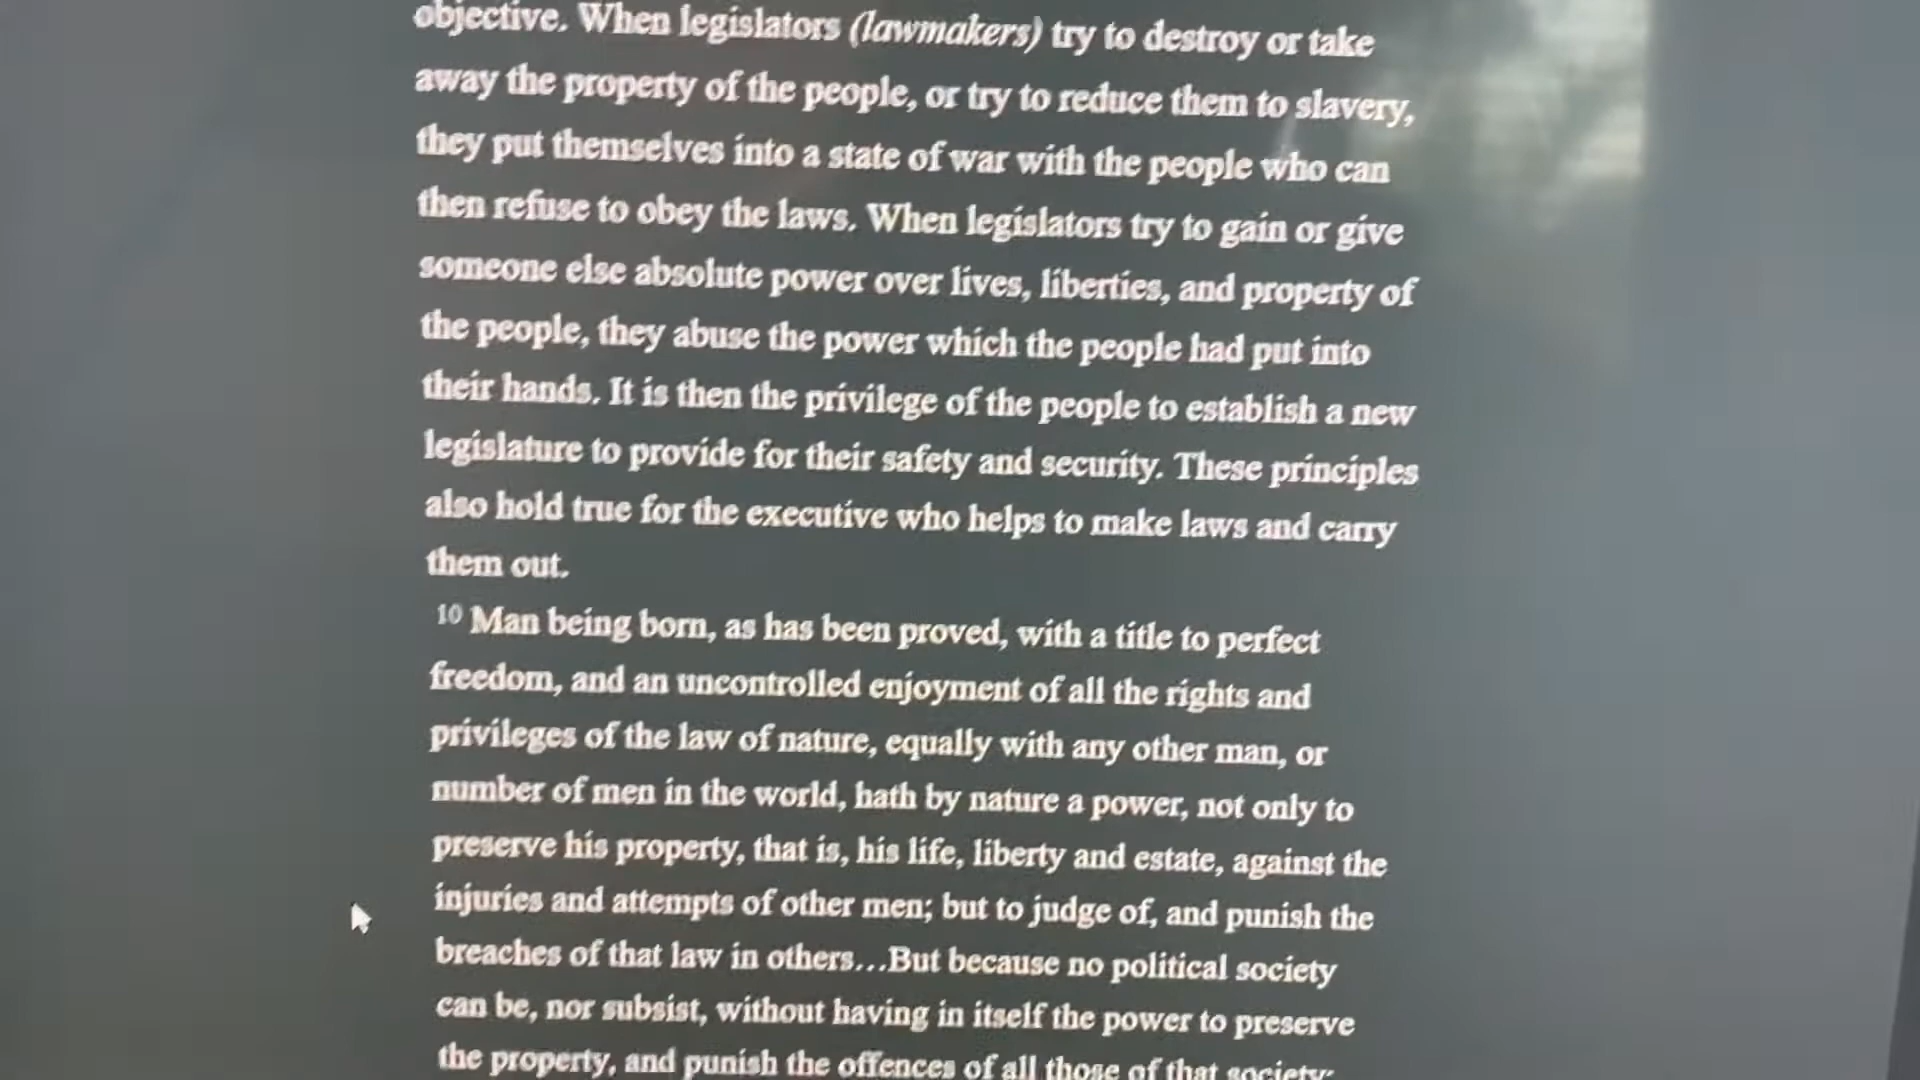 objective. When legislators (lawmakers) try to destroy or take
away the property of the people, or try to reduce them to slavery,
they put themselves into a state of war with the people who can
then refuse to obey the laws. When legislators try to gain or give
someone else absolute power over lives, liberties, and property of
the people, they abuse the power which the people had put into
their hands. It is then the privilege of the people to establish a new
legislature to provide for their safety and security. These principles
also hold true for the executive who helps to make laws and carry
them out.
10 Man being born, as has been proved, with a title to perfect
freedom, and an uncontrolled enjoyment of all the rights and
privileges of the law of nature, equally with any other man, or
number of men in the world, hath by nature a power, not only to
preserve his property, that is, his life, liberty and estate, against the
injuries and attempts of other men; but to judge of, and punish the
breaches of that law in others...But because no political society
can be, nor subsist, without having in itself the power to preserve
the property, and punish the offences of all those of that society;